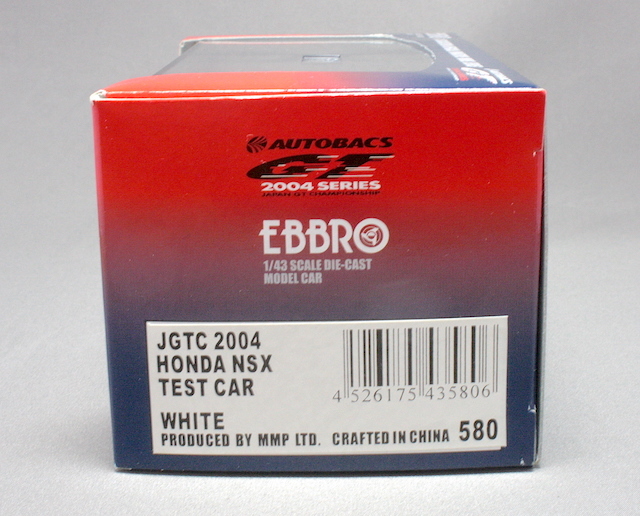 AUTOBACS
GT
2004 SERIES
JAPAN GT CHAMPIONSHIP
EBBRO
1/43 SCALE DIE-CAST
MODEL CAR
JGTC 2004
HONDA NSX
TEST CAR
4 526175 435806
WHITE
PRODUCED BY MMP LTD. CRAFTED IN CHINA 580